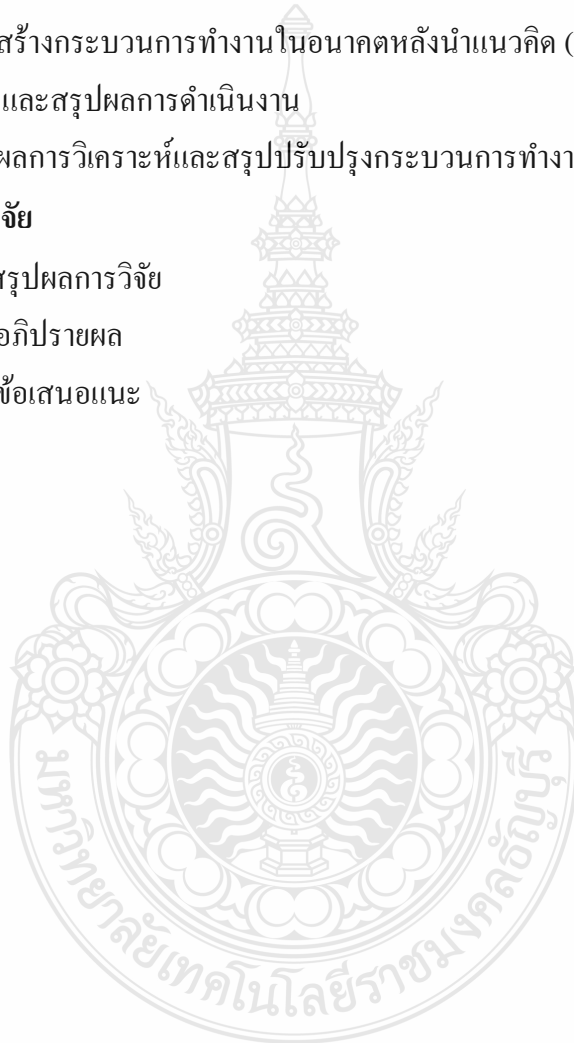 สร้างกระบวนการทำงานในอนาคตหลังนำแนวคิด (
และสรุปผลการดำเนินงาน
ผลการวิเคราะห์และสรุปปรับปรุงกระบวนการทำงา
จัย
สรุปผลการวิจัย
อภิปรายผล
ข้อเสนอแนะ
มหาวิทยาลัยเทคโนโลยีราชมงคลธัญบุรี